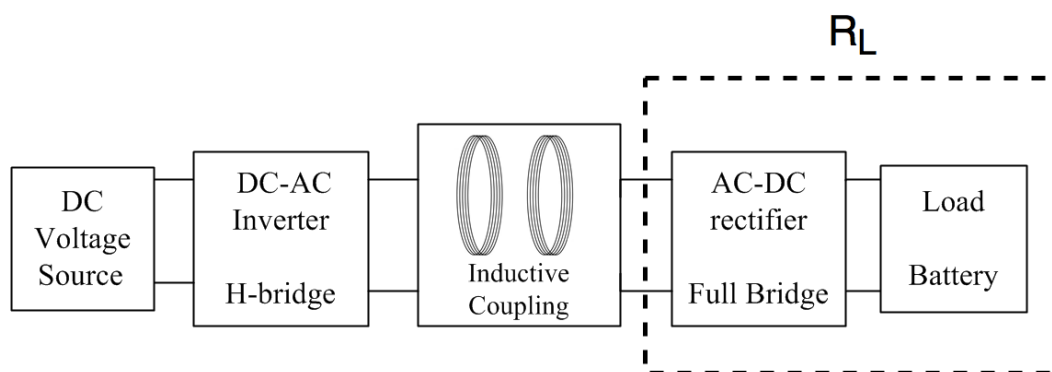 R_L
DC
Voltage
Source
DC-AC
Inverter
H-bridge
Inductive
Coupling
AC-DC
rectifier
Full Bridge
Load
Battery